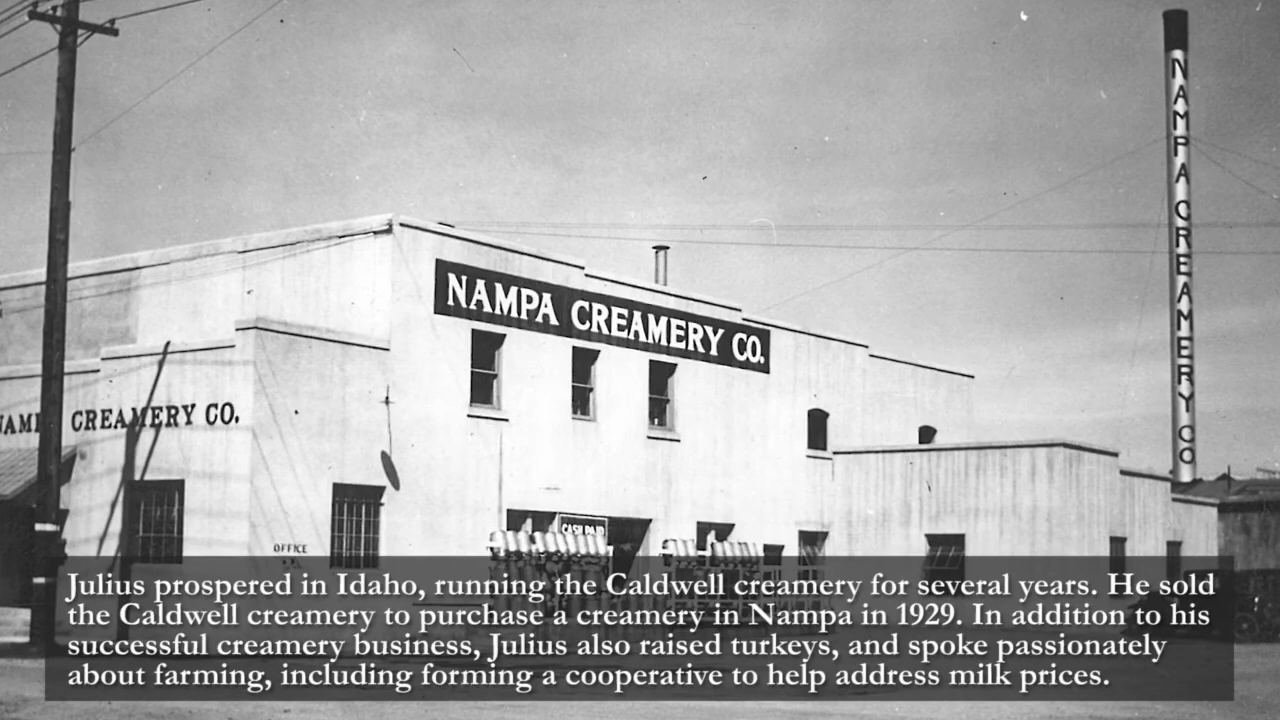 NAMPA CREAMERY CO.
NAMPA CREAMERY CO
CREAMERY CO.
CASH PAID
OFFICE
Julius prospered in Idaho, running the Caldwell creamery for several years. He sold
the Caldwell creamery to purchase a creamery in Nampa in 1929. In addition to his
successful creamery business, Julius also raised turkeys, and spoke passionately
about farming, including forming a cooperative to help address milk prices.